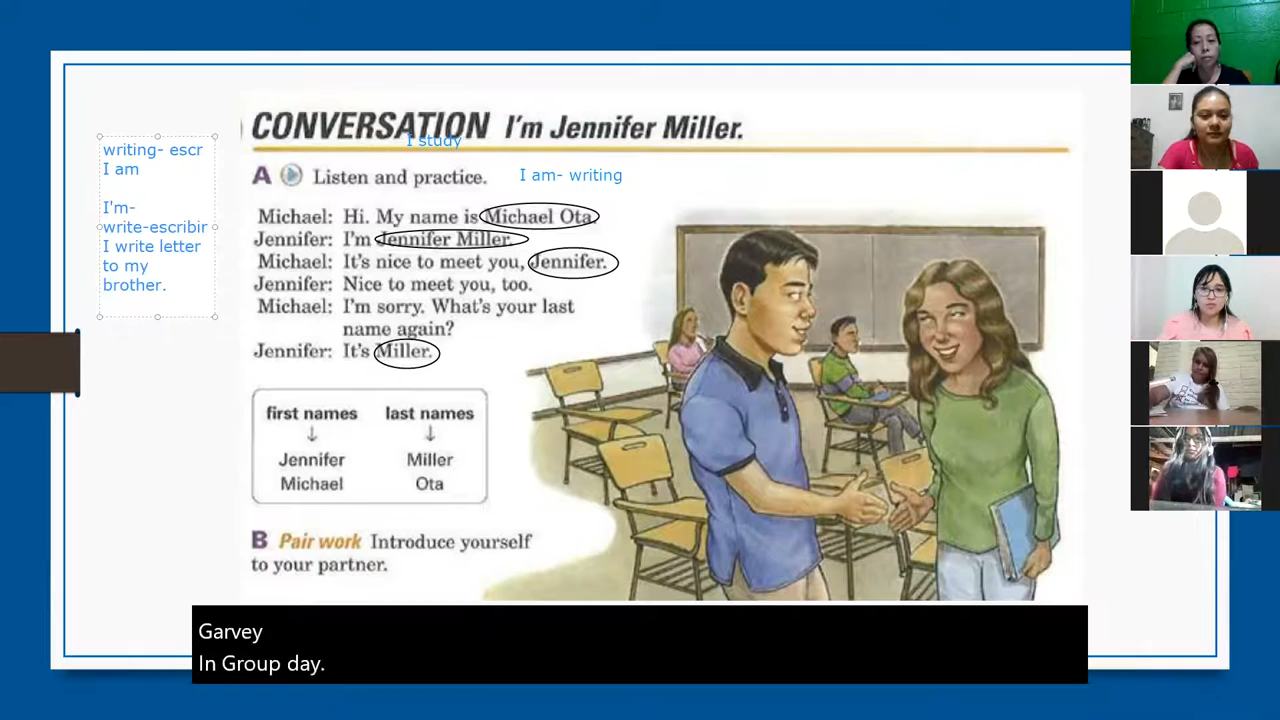 CONVERSATION I'm Jennifer Miller.
I study
A Listen and practice.
I am- writing
Michael: Hi. My name is Michael Ota.
Jennifer: I'm Jennifer Miller.
Michael: It's nice to meet you, Jennifer.
Jennifer: Nice to meet you, too.
Michael: I'm sorry. What's your last
name again?
Jennifer: It's Miller.
first names last names
↓ ↓
Jennifer Miller
Michael Ota
B Pair work Introduce yourself
to your partner.
writing- escr
I am
I'm-
write-escribir
I write letter
to my
brother.
Garvey
In Group day.